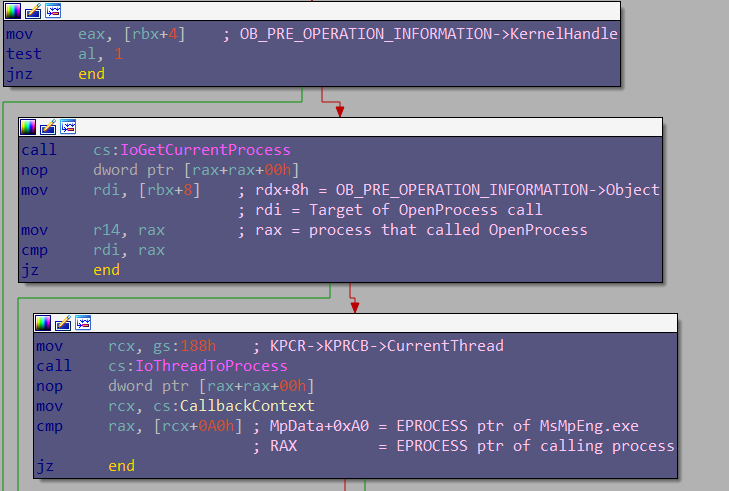 mov eax, [rbx+4] ; OB_PRE_OPERATION_INFORMATION->KernelHandle
test al, 1
jnz end
call cs:IoGetCurrentProcess
nop dword ptr [rax+rax+00h]
mov rdi, [rbx+8] ; rdx+8h = OB_PRE_OPERATION_INFORMATION->Object
; rdi = Target of OpenProcess call
mov r14, rax ; rax = process that called OpenProcess
cmp rdi, rax
jz end
mov rcx, gs:188h ; KPCR->KPRCB->CurrentThread
call cs:IoThreadToProcess
nop dword ptr [rax+rax+00h]
mov rcx, cs:CallbackContext
cmp rax, [rcx+0A0h] ; MpData+0xA0 = EPROCESS ptr of MsMpEng.exe
; RAX = EPROCESS ptr of calling process
jz end